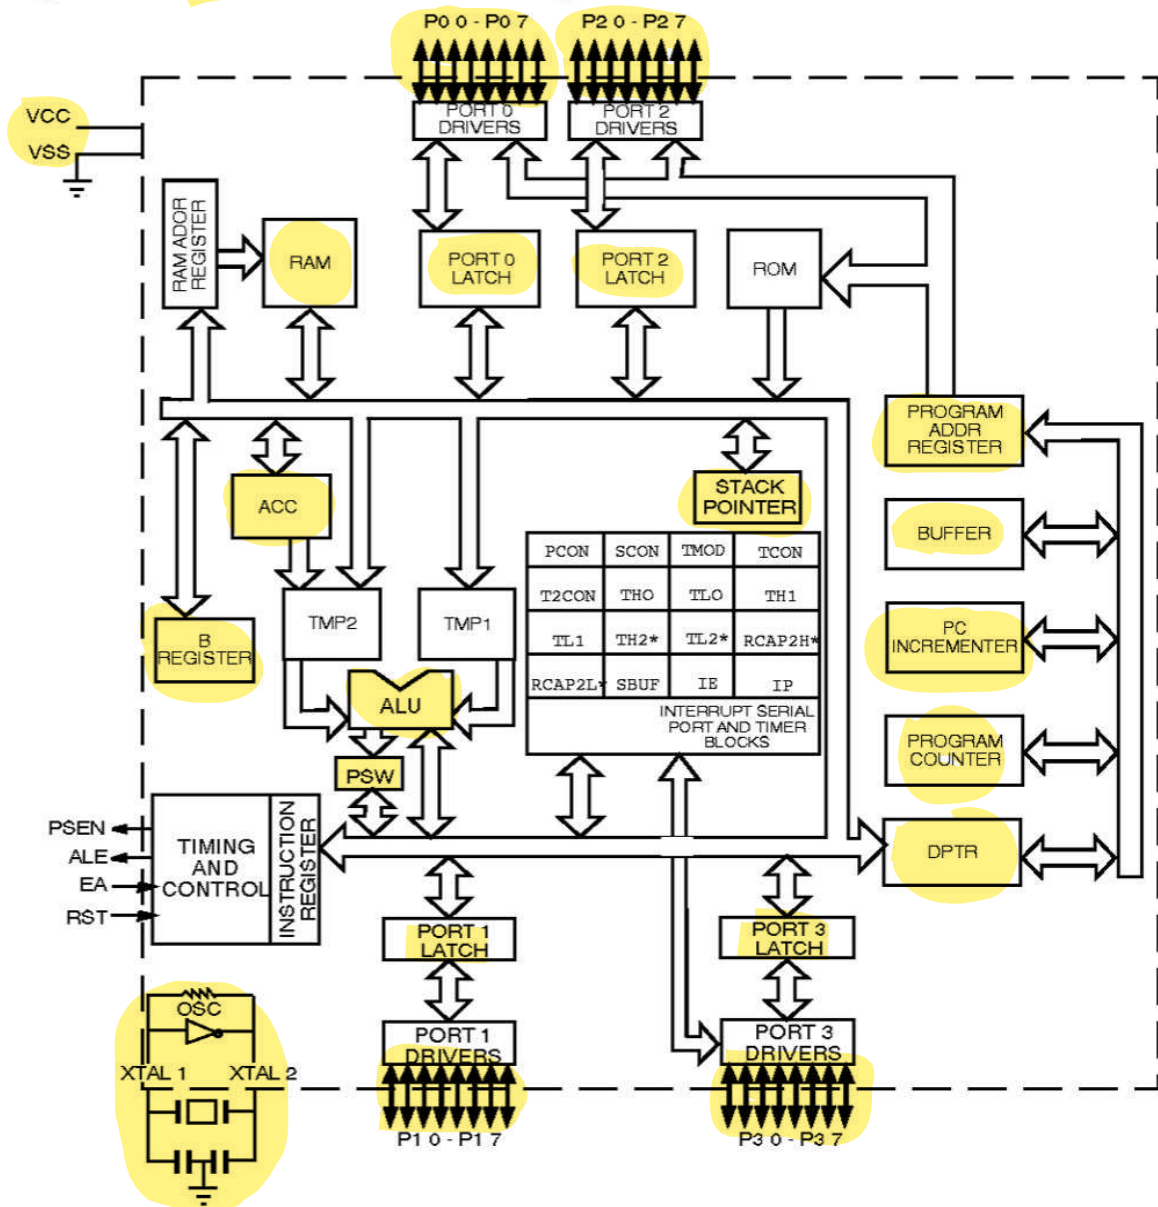 P0 0 - P0 7
P2 0 - P2 7
VCC
VSS
PORT 0
DRIVERS
PORT 2
DRIVERS
RAM ADDR
REGISTER
RAM
PORT 0
LATCH
PORT 2
LATCH
ROM
PROGRAM
ADDR
REGISTER
ACC
STACK
POINTER
BUFFER
PCON SCON TMOD TCON
T2CON TH0 TL0 TH1
TL1 TH2* TL2* RCAP2H*
RCAP2L* SBUF IE IP
INTERRUPT SERIAL
PORT AND TIMER
BLOCKS
B
REGISTER
TMP2
TMP1
PC
INCREMENTER
ALU
PROGRAM
COUNTER
PSW
PSEN
ALE
EA
RST
TIMING
AND
CONTROL
INSTRUCTION
REGISTER
DPTR
PORT 1
LATCH
PORT 3
LATCH
OSC
PORT 1
DRIVERS
PORT 3
DRIVERS
XTAL 1
XTAL 2
P1 0 - P1 7
P3 0 - P3 7